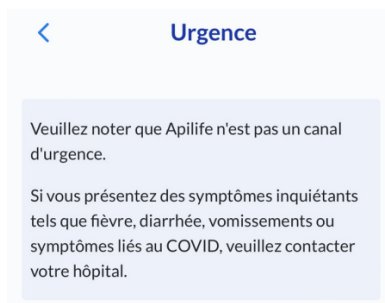 Urgence
Veuillez noter que Apilife n'est pas un canal
d'urgence.
Si vous présentez des symptômes inquiétants
tels que fièvre, diarrhée, vomissements ou
symptômes liés au COVID, veuillez contacter
votre hôpital.